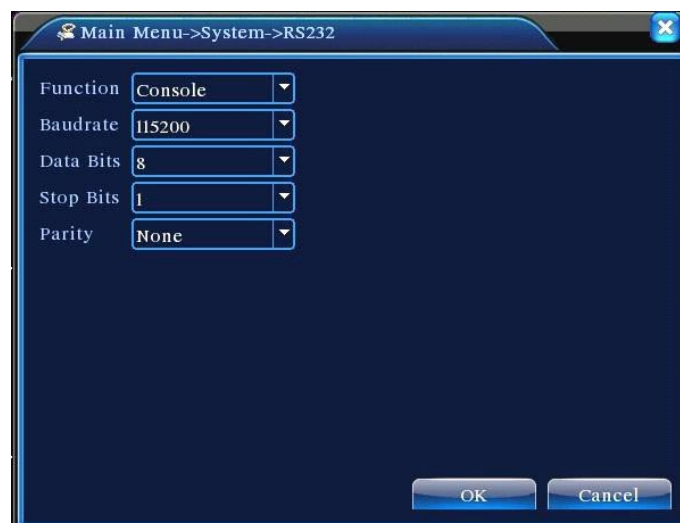 Main Menu->System->RS232
Function Console
Baudrate 115200
Data Bits 8
Stop Bits 1
Parity None
OK Cancel